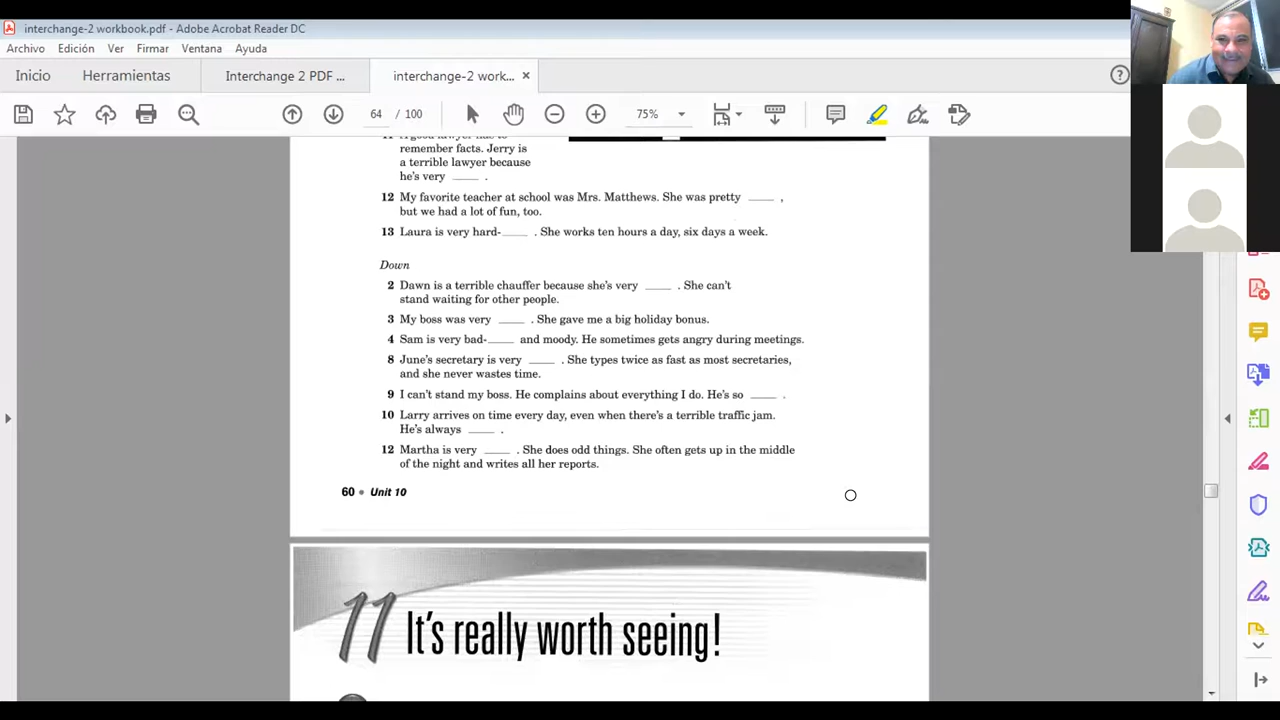 interchange-2 workbook.pdf - Adobe Acrobat Reader DC
Archivo Edición Ver Firmar Ventana Ayuda
Inicio Herramientas Interchange 2 PDF ... interchange-2 work... ×
64 / 100 75%
11 A good lawyer has to
remember facts. Jerry is
a terrible lawyer because
he's very ____ .
12 My favorite teacher at school was Mrs. Matthews. She was pretty ____ ,
but we had a lot of fun, too.
13 Laura is very hard-____ . She works ten hours a day, six days a week.
Down
2 Dawn is a terrible chauffer because she's very ____ . She can't
stand waiting for other people.
3 My boss was very ____ . She gave me a big holiday bonus.
4 Sam is very bad-____ and moody. He sometimes gets angry during meetings.
8 June's secretary is very ____ . She types twice as fast as most secretaries,
and she never wastes time.
9 I can't stand my boss. He complains about everything I do. He's so ____ .
10 Larry arrives on time every day, even when there's a terrible traffic jam.
He's always ____ .
12 Martha is very ____ . She does odd things. She often gets up in the middle
of the night and writes all her reports.
60 • Unit 10
11 It's really worth seeing!